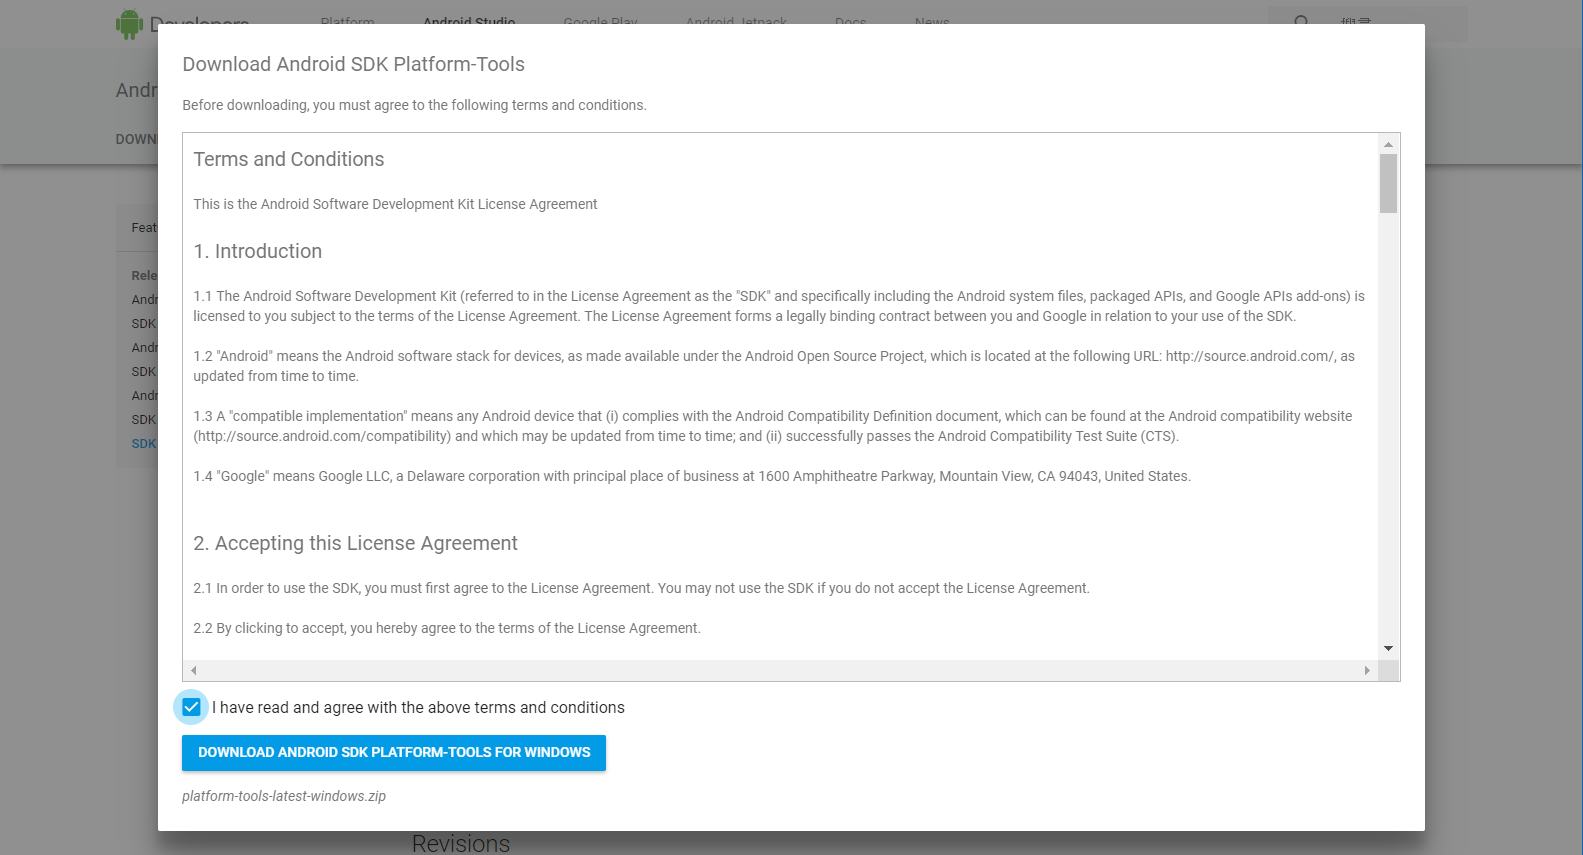 Developers
Platform
Android Studio
Google Play
Android Jetpack
Docs
News
Download Android SDK Platform-Tools
Before downloading, you must agree to the following terms and conditions.
Terms and Conditions
This is the Android Software Development Kit License Agreement
1. Introduction
1.1 The Android Software Development Kit (referred to in the License Agreement as the "SDK" and specifically including the Android system files, packaged APIs, and Google APIs add-ons) is
licensed to you subject to the terms of the License Agreement. The License Agreement forms a legally binding contract between you and Google in relation to your use of the SDK.
1.2 "Android" means the Android software stack for devices, as made available under the Android Open Source Project, which is located at the following URL: http://source.android.com/, as
updated from time to time.
1.3 A "compatible implementation" means any Android device that (i) complies with the Android Compatibility Definition document, which can be found at the Android compatibility website
(http://source.android.com/compatibility) and which may be updated from time to time; and (ii) successfully passes the Android Compatibility Test Suite (CTS).
1.4 "Google" means Google LLC, a Delaware corporation with principal place of business at 1600 Amphitheatre Parkway, Mountain View, CA 94043, United States.
2. Accepting this License Agreement
2.1 In order to use the SDK, you must first agree to the License Agreement. You may not use the SDK if you do not accept the License Agreement.
2.2 By clicking to accept, you hereby agree to the terms of the License Agreement.
I have read and agree with the above terms and conditions
DOWNLOAD ANDROID SDK PLATFORM-TOOLS FOR WINDOWS
platform-tools-latest-windows.zip
Andr
DOWN
Feat
Rele
Andr
SDK
Andr
SDK
Andr
SDK
SDK
Revisions